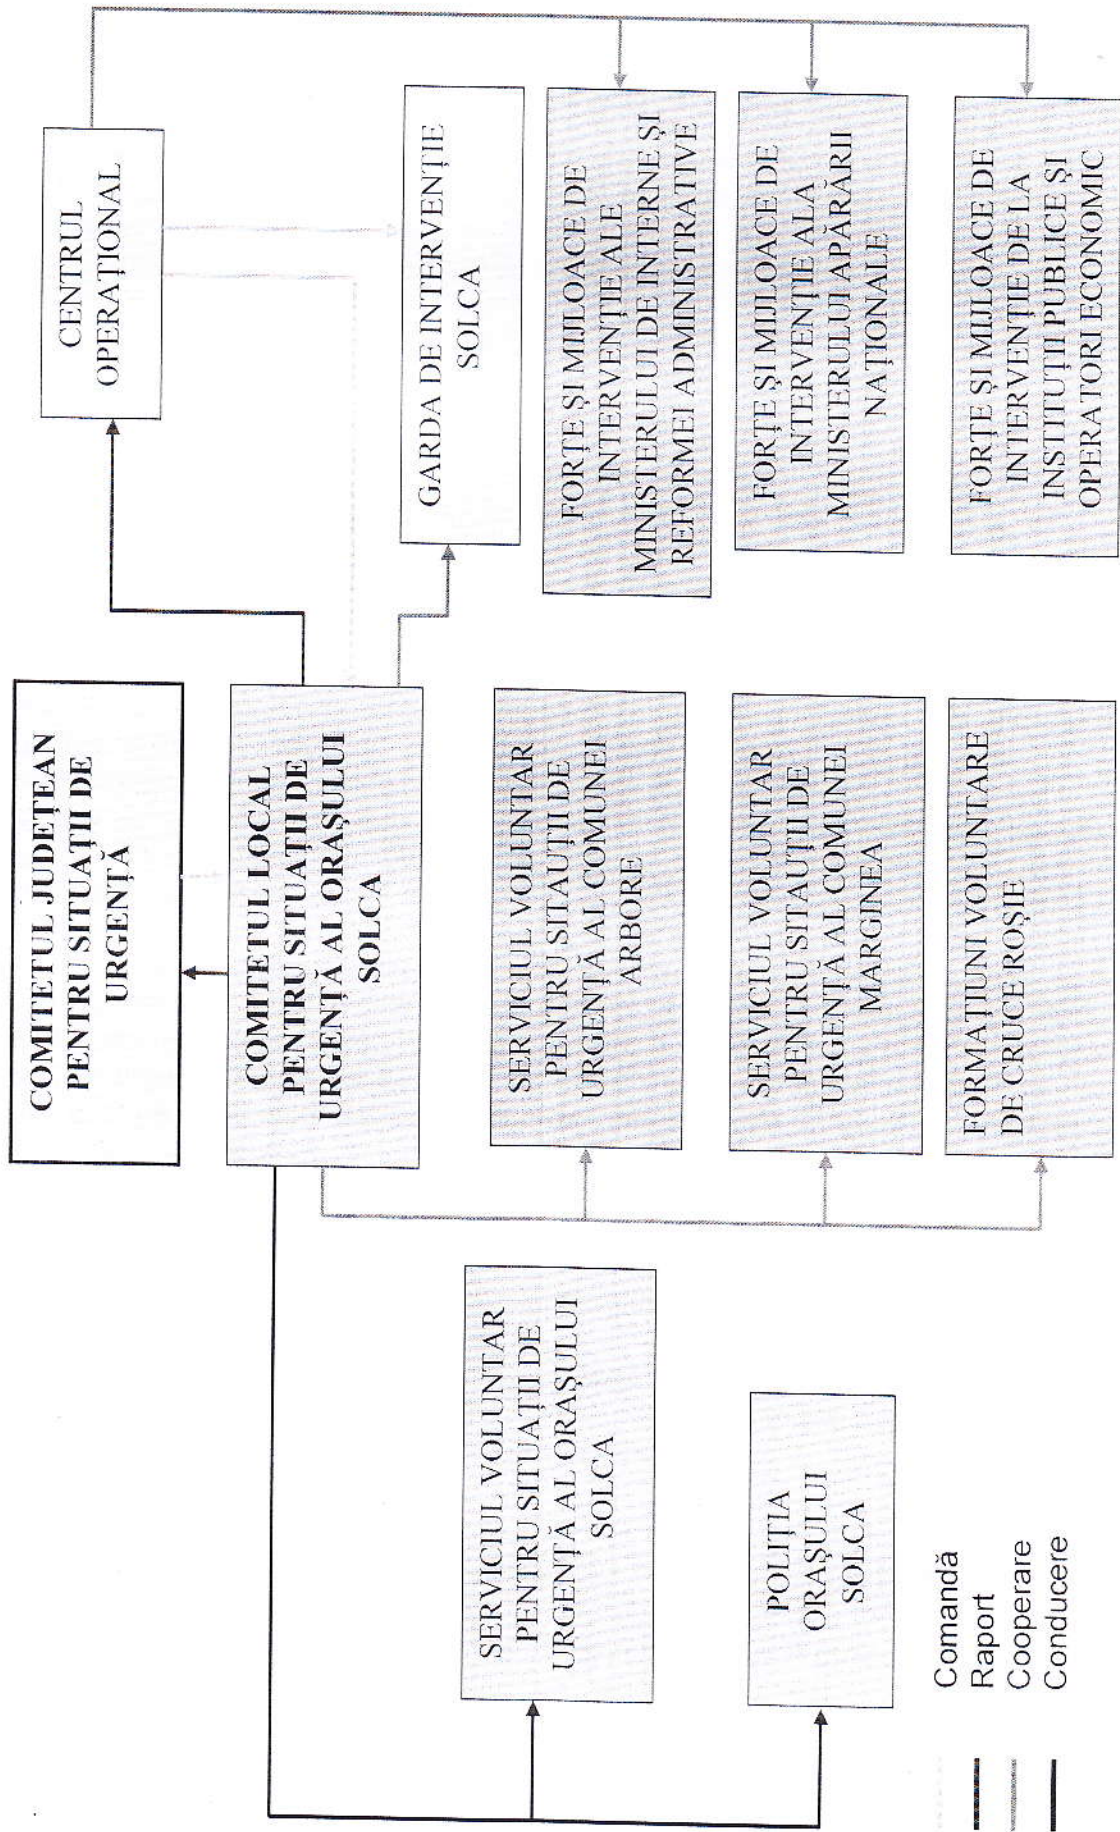 COMITETUL JUDEȚEAN
PENTRU SITUAȚII DE
URGENȚĂ
COMITETUL LOCAL
PENTRU SITUAȚII DE
URGENȚĂ AL ORAȘULUI
SOLCA
CENTRUL
OPERAȚIONAL
GARDA DE INTERVENȚIE
SOLCA
SERVICIUL VOLUNTAR
PENTRU SITUAȚII DE
URGENȚĂ AL ORAȘULUI
SOLCA
POLIȚIA
ORAȘULUI
SOLCA
SERVICIUL VOLUNTAR
PENTRU SITAUȚII DE
URGENȚĂ AL COMUNEI
ARBORE
SERVICIUL VOLUNTAR
PENTRU SITAUȚII DE
URGENȚĂ AL COMUNEI
MARGINEA
FORMAȚIUNI VOLUNTARE
DE CRUCE ROȘIE
FORȚE ȘI MIJLOACE DE
INTERVENȚIE ALE
MINISTERULUI DE INTERNE ȘI
REFORMEI ADMINISTRATIVE
FORȚE ȘI MIJLOACE DE
INTERVENȚIE ALA
MINISTERULUI APĂRĂRII
NAȚIONALE
FORȚE ȘI MIJLOACE DE
INTERVENȚIE DE LA
INSTITUȚII PUBLICE ȘI
OPERATORI ECONOMIC
Comandă
Raport
Cooperare
Conducere